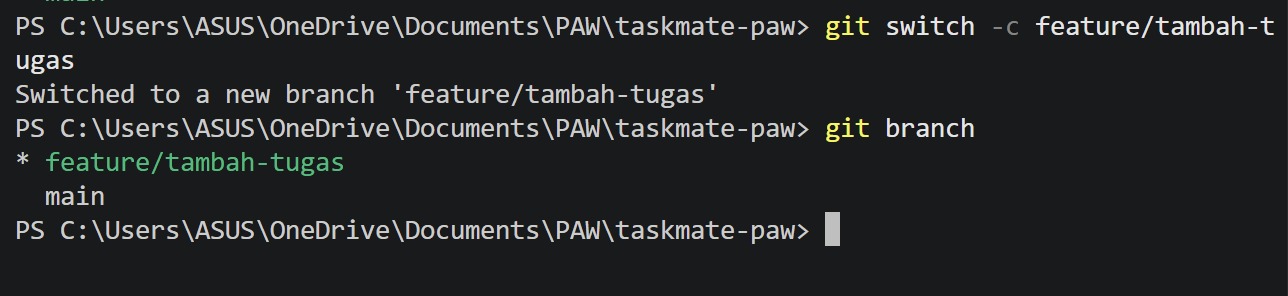 PS C:\Users\ASUS\OneDrive\Documents\PAW\taskmate-paw> git switch -c feature/tambah-t
ugas
Switched to a new branch 'feature/tambah-tugas'
PS C:\Users\ASUS\OneDrive\Documents\PAW\taskmate-paw> git branch
* feature/tambah-tugas
  main
PS C:\Users\ASUS\OneDrive\Documents\PAW\taskmate-paw>